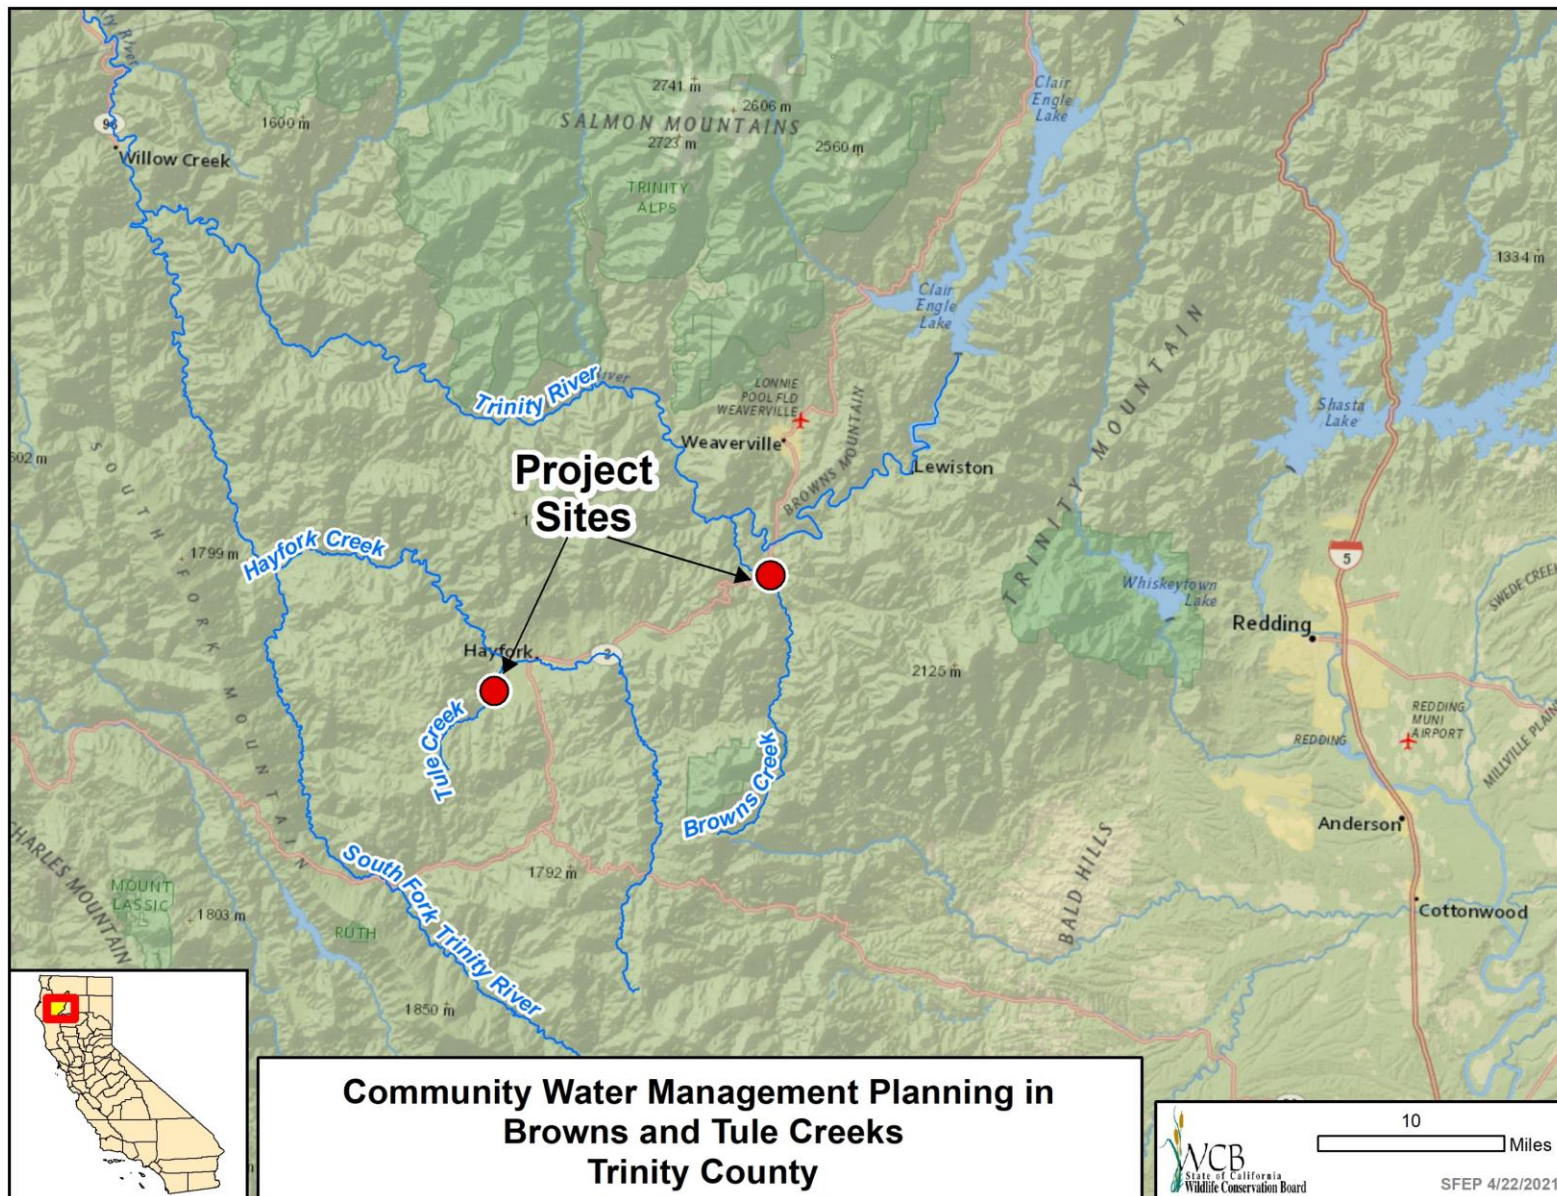 Clair
Engle
Lake
2741 m
2606 m
SALMON MOUNTAINS
2723 m
2560 m
1600 m
96
Willow Creek
TRINITY
ALPS
1334 m
Clair
Engle
Lake
Trinity River
LONNIE
POOL FLD
WEAVERVILLE
Weaverville
BROWNS MOUNTAIN
Lewiston
TRINITY MOUNTAIN
Shasta
Lake
Project
Sites
SOUTH FORK MOUNTAIN
Hayfork Creek
1799 m
5
Whiskeytown
Lake
SWEDE CREEK
Redding
Hayfork
3
2125 m
Tule Creek
REDDING
MUNI
AIRPORT
REDDING
MILLVILLE PLAINS
Browns Creek
Anderson
South Fork Trinity River
1792 m
BALD HILLS
CHARLES MOUNTAIN
MOUNT
LASSIC
1803 m
RUTH
Cottonwood
1850 m
Community Water Management Planning in
Browns and Tule Creeks
Trinity County
WCB
State of California
Wildlife Conservation Board
10
Miles
SFEP 4/22/2021